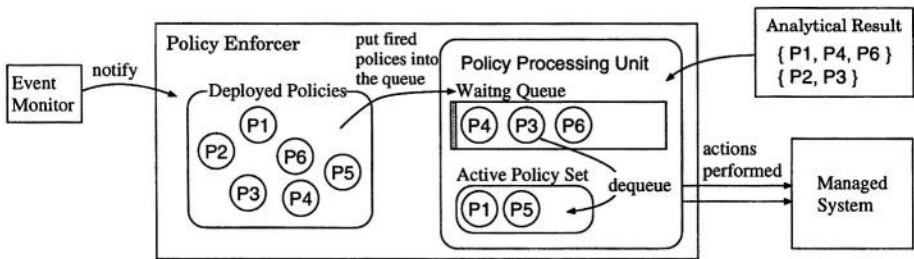 Event
Monitor
notify
Policy Enforcer
Deployed Policies
P1
P2
P6
P5
P3
P4
put fired
polices into
the queue
Policy Processing Unit
Waitng Queue
P4 P3 P6
Active Policy Set
P1 P5
dequeue
Analytical Result
{ P1, P4, P6 }
{ P2, P3 }
actions
performed
Managed
System